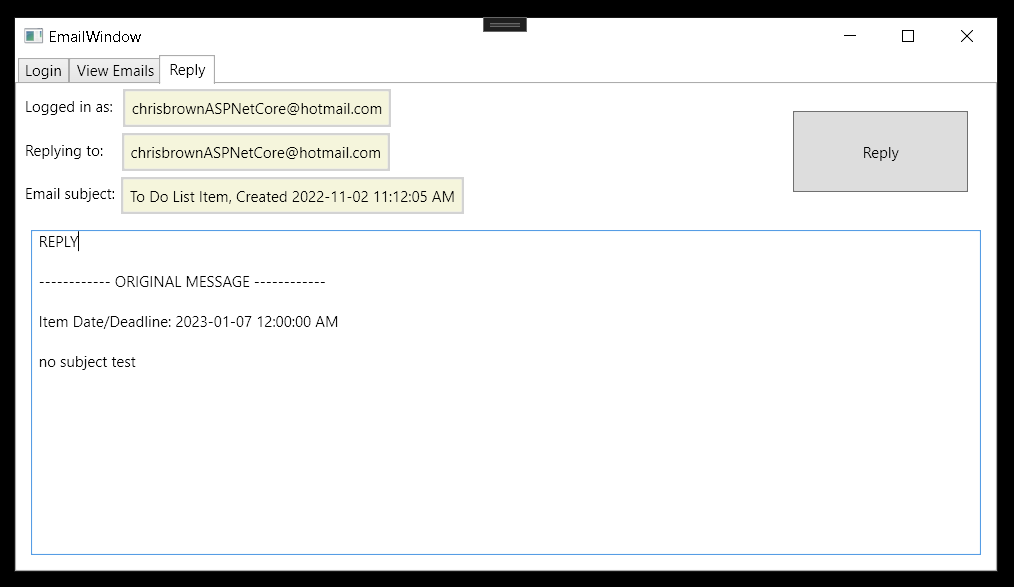 EmailWindow
Login View Emails Reply
Logged in as: chrisbrownASPNetCore@hotmail.com
Replying to: chrisbrownASPNetCore@hotmail.com
Reply
Email subject: To Do List Item, Created 2022-11-02 11:12:05 AM
REPLY
------------ ORIGINAL MESSAGE ------------
Item Date/Deadline: 2023-01-07 12:00:00 AM
no subject test